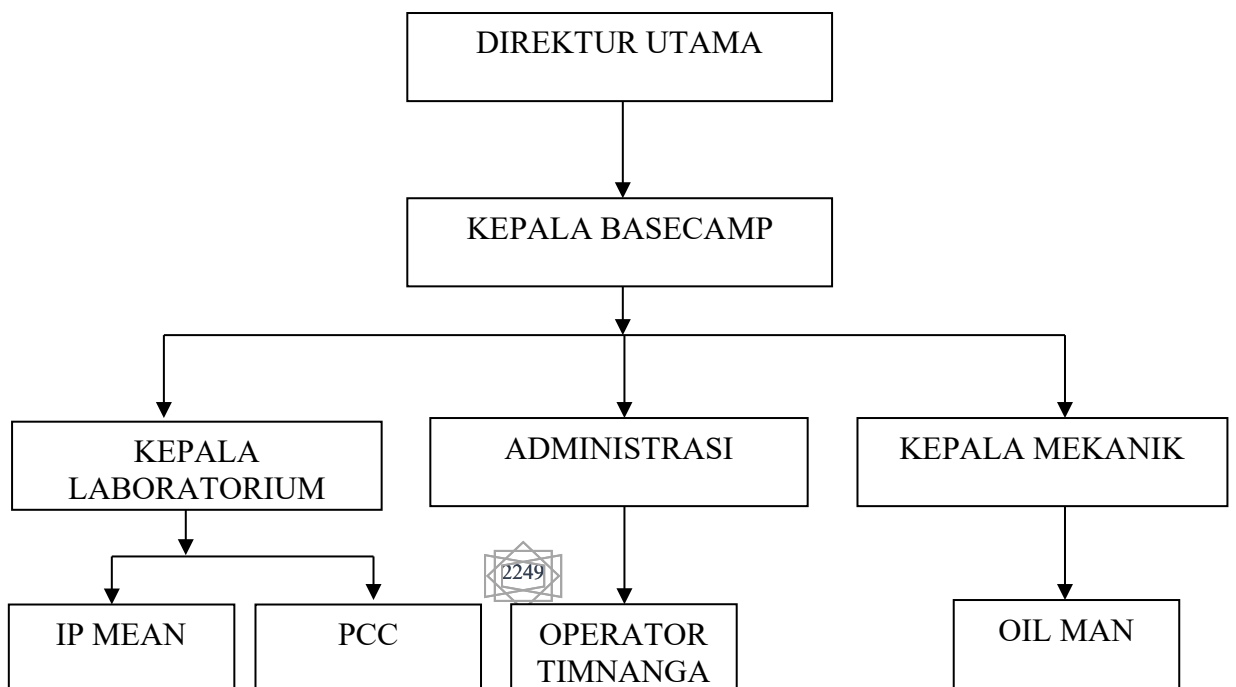 DIREKTUR UTAMA
KEPALA BASECAMP
KEPALA
LABORATORIUM
ADMINISTRASI
KEPALA MEKANIK
2249
IP MEAN
PCC
OPERATOR
TIMNANGA
OIL MAN